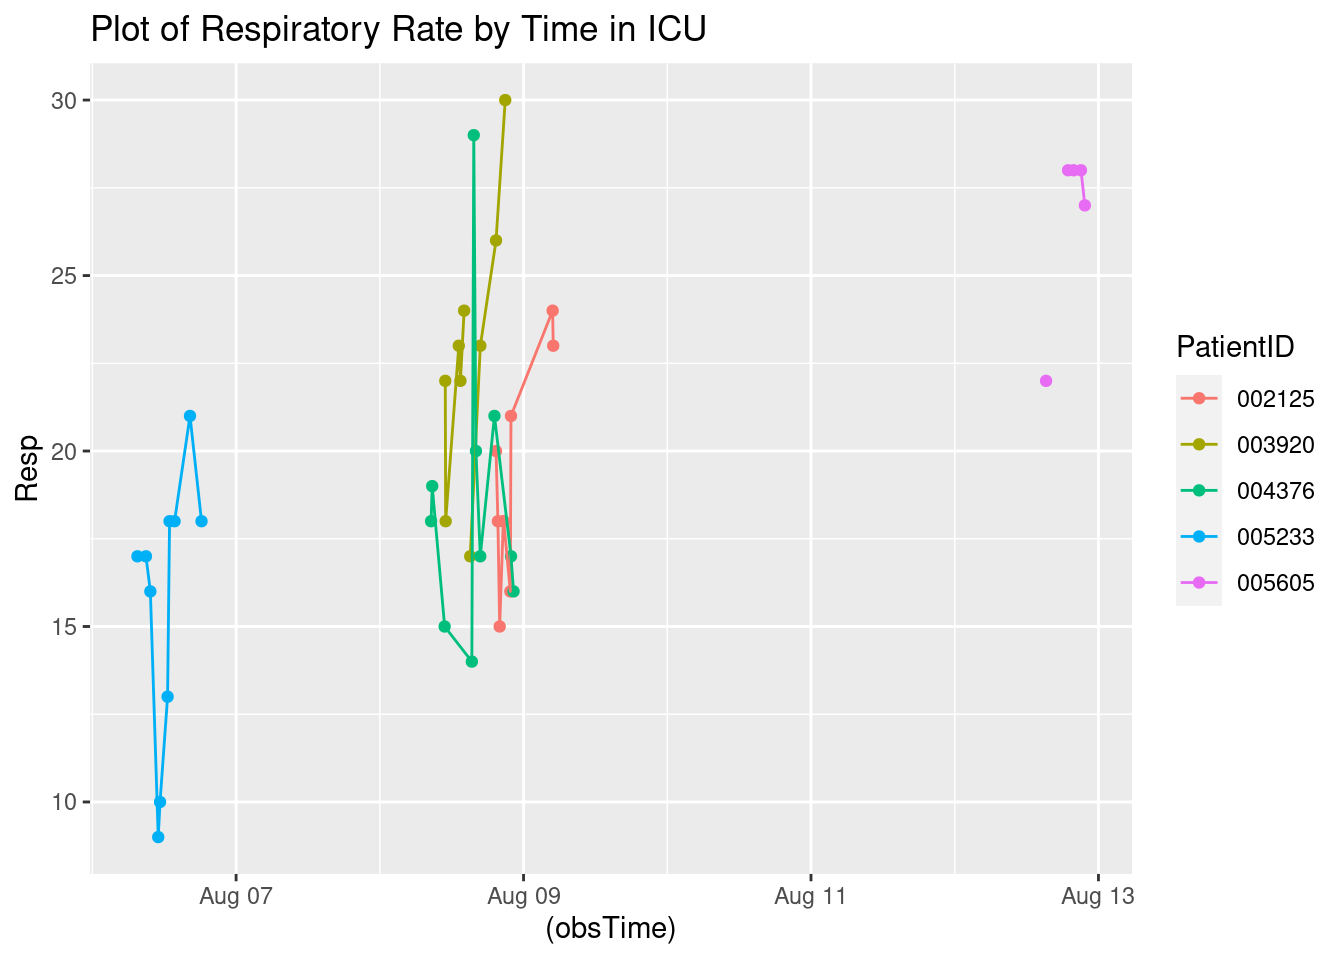 Plot of Respiratory Rate by Time in ICU
30
25
20
15
10
Resp
Aug 07
Aug 09
Aug 11
Aug 13
(obsTime)
PatientID
002125
003920
004376
005233
005605